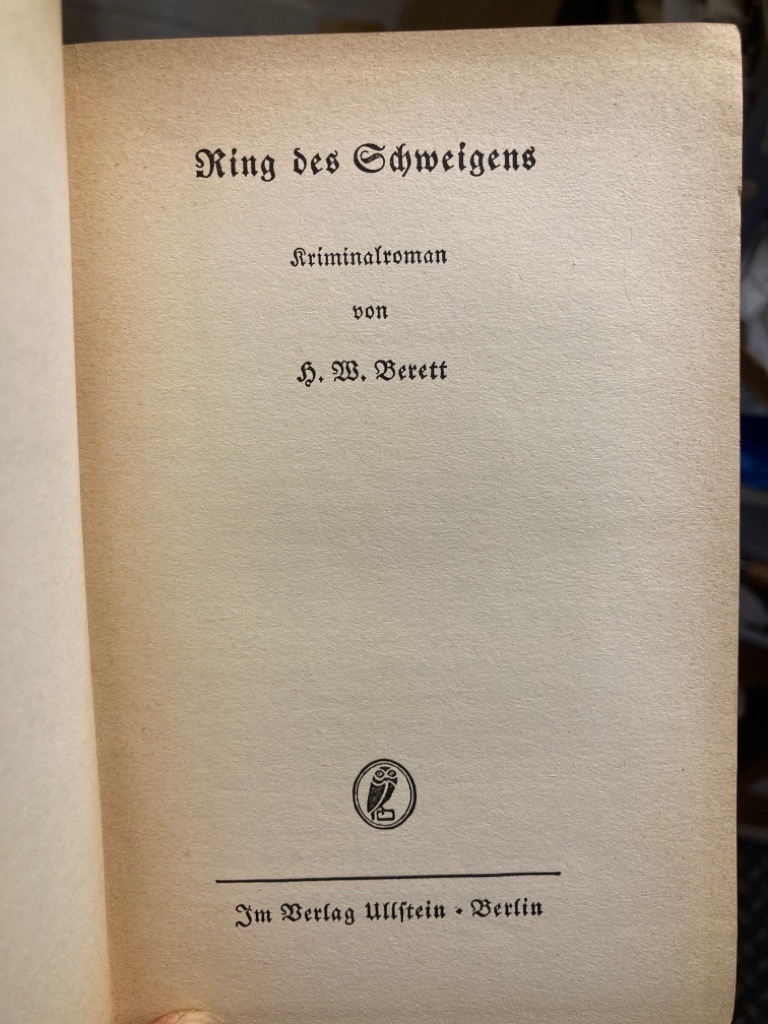 Ring des Schweigens
Kriminalroman
von
H. W. Berett
Im Verlag Ullſtein • Berlin